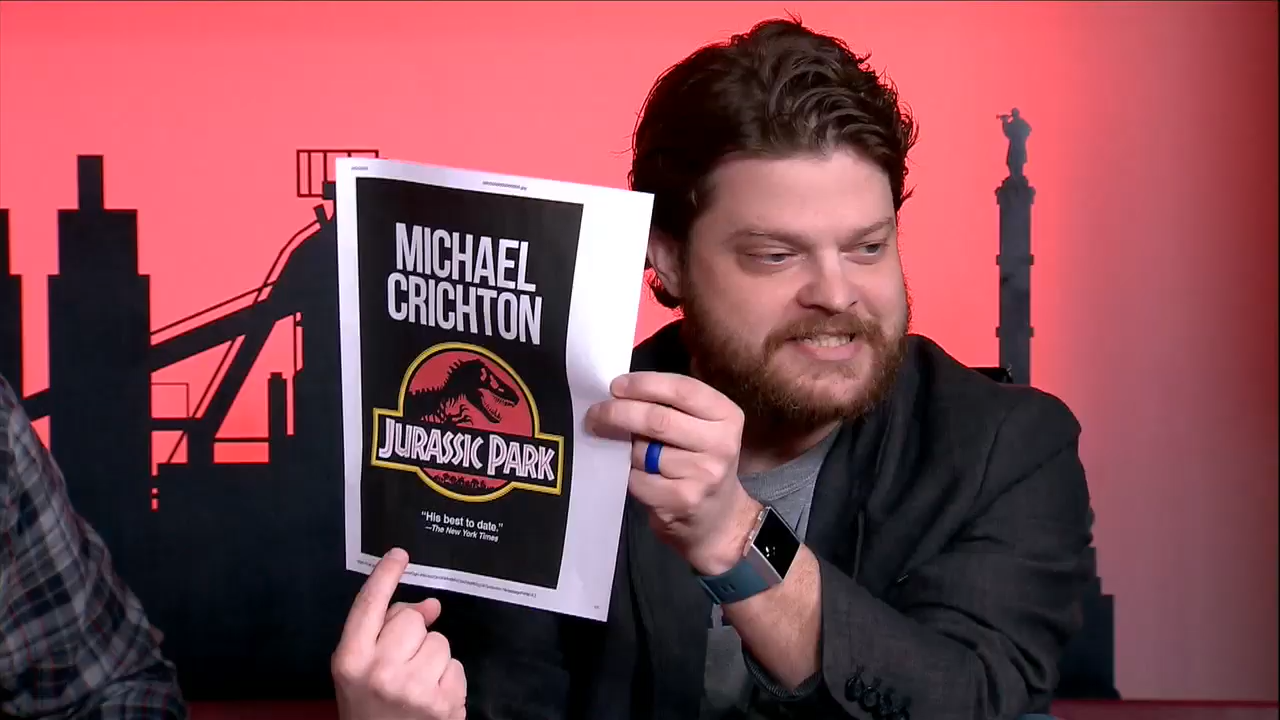 MICHAEL
CRICHTON
JURASSIC PARK
“His best to date.”
—The New York Times